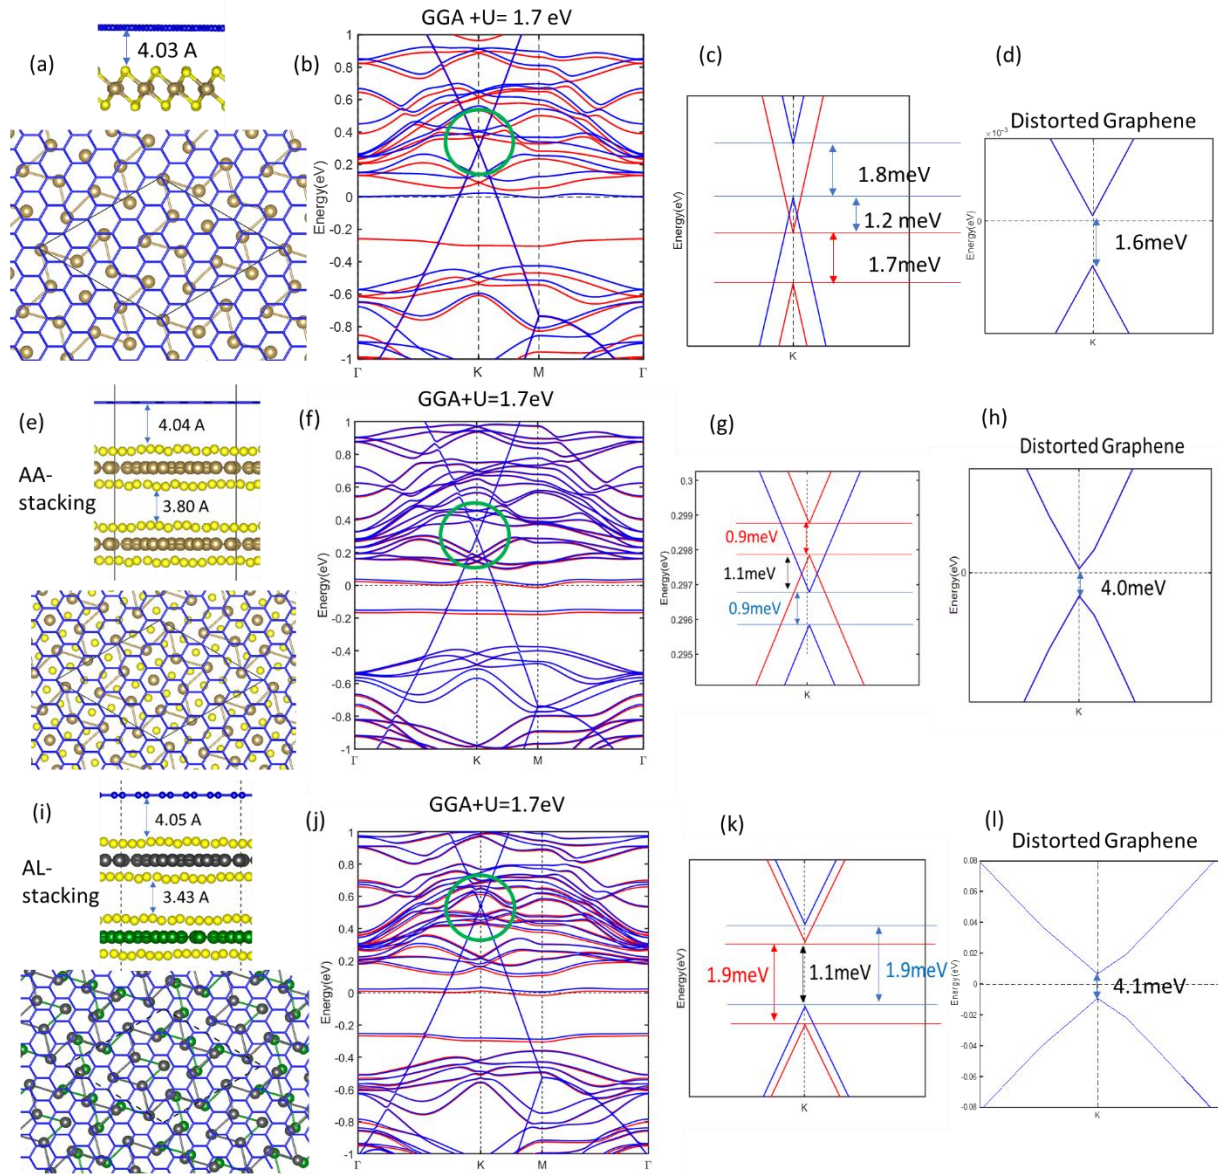 (a)
4.03 A
(b)
GGA +U= 1.7 eV
Energy(eV)
1
0.8
0.6
0.4
0.2
0
-0.2
-0.4
-0.6
-0.8
-1
Γ K M Γ
(c)
Energy(eV)
1.8meV
1.2 meV
1.7meV
K
(d)
Distorted Graphene
×10⁻³
Energy(eV)
0
1.6meV
K
(e)
AA-
stacking
4.04 A
3.80 A
(f)
GGA+U=1.7eV
Energy(eV)
1
0.8
0.6
0.4
0.2
0
-0.2
-0.4
-0.6
-0.8
-1
Γ K M Γ
(g)
Energy(eV)
0.3
0.299
0.298
0.297
0.296
0.295
0.9meV
1.1meV
0.9meV
K
(h)
Distorted Graphene
Energy(eV)
0
4.0meV
K
(i)
AL-
stacking
4.05 A
3.43 A
(j)
GGA+U=1.7eV
Energy(eV)
1
0.8
0.6
0.4
0.2
0
-0.2
-0.4
-0.6
-0.8
-1
Γ K M Γ
(k)
Energy(eV)
1.9meV
1.1meV
1.9meV
K
(l)
Distorted Graphene
Energy(eV)
0.08
0.06
0.04
0.02
0
-0.02
-0.04
-0.06
-0.08
4.1meV
K